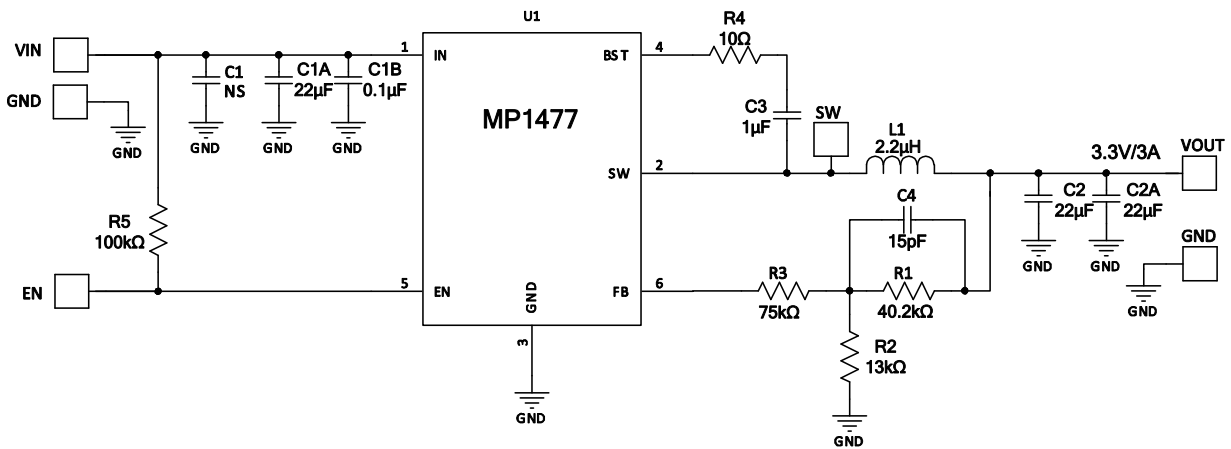 U1
VIN
GND
GND
C1
NS
GND
C1A
22µF
GND
C1B
0.1µF
GND
R5
100kΩ
EN
1
IN
5
EN
MP1477
GND
3
GND
BST
4
SW
2
FB
6
R4
10Ω
C3
1µF
SW
L1
2.2µH
C4
15pF
R3
75kΩ
R1
40.2kΩ
R2
13kΩ
GND
3.3V/3A
VOUT
C2
22µF
GND
C2A
22µF
GND
GND
GND